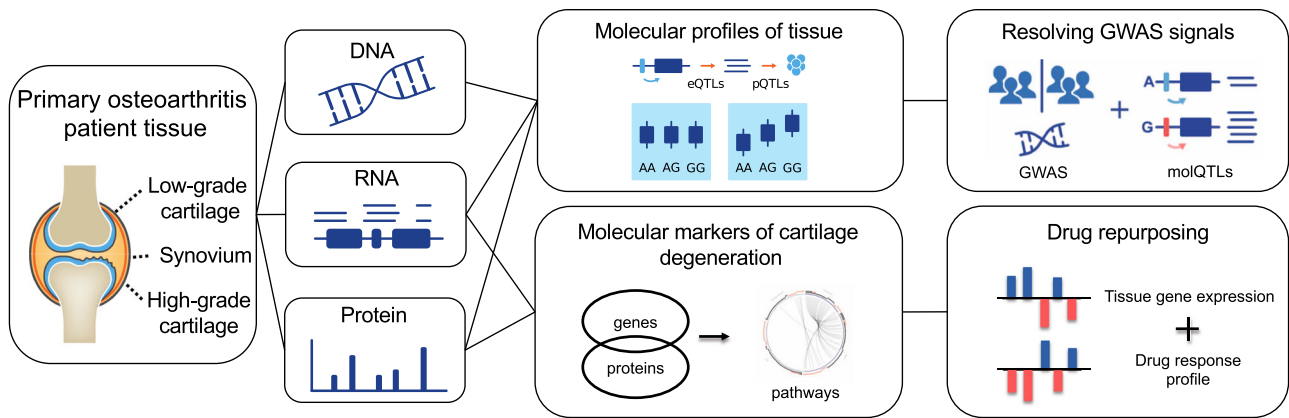 Primary osteoarthritis
patient tissue
Low-grade
cartilage
Synovium
High-grade
cartilage
DNA
RNA
Protein
Molecular profiles of tissue
eQTLs
pQTLs
AA AG GG
AA AG GG
Molecular markers of cartilage
degeneration
genes
proteins
pathways
Resolving GWAS signals
A
G
+
GWAS
molQTLs
Drug repurposing
Tissue gene expression
+
Drug response
profile